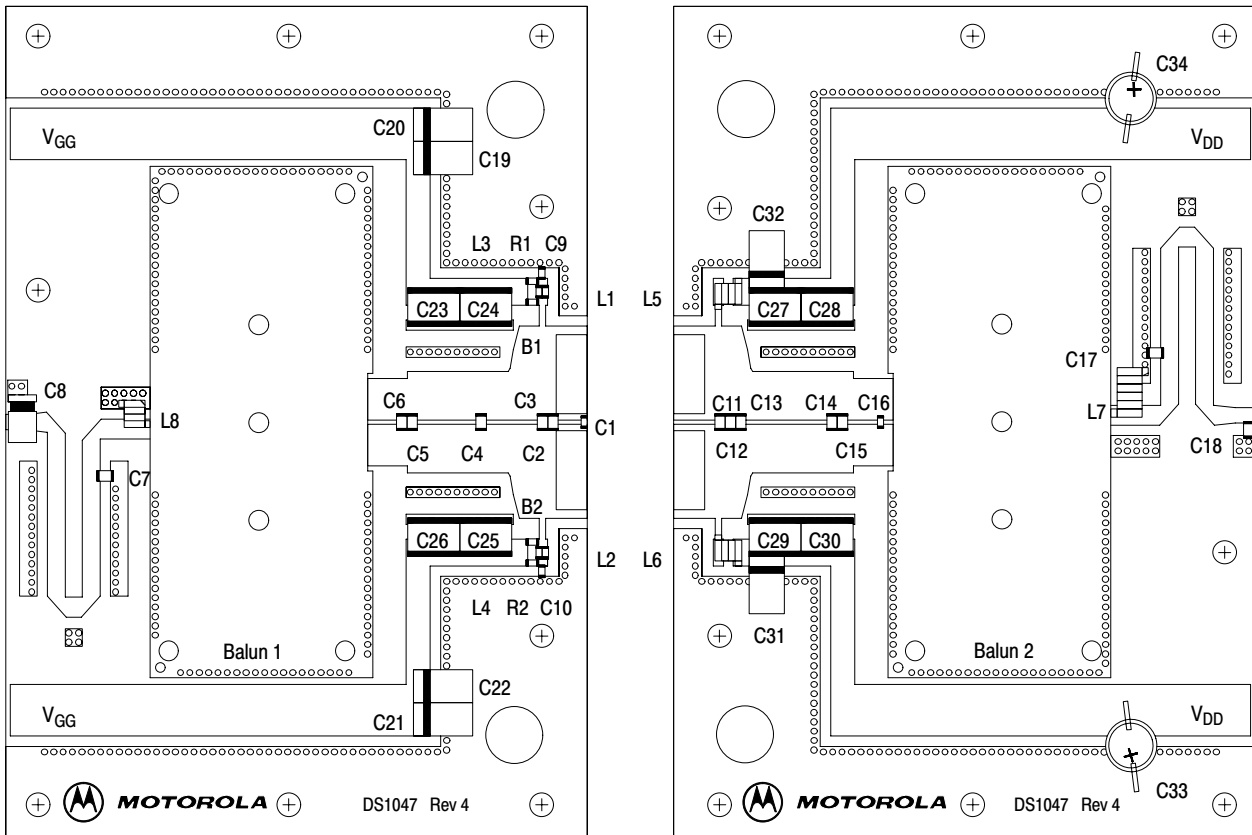 C34
C20
VGG
VDD
C19
C32
L3 R1 C9
L1 L5
C23 C24
C27 C28
B1
C17
C8
C6 C3
C11 C13 C14 C16
L8
L7
C1
C5 C4 C2
C12 C15
C18
C7
B2
C26 C25
C29 C30
L2 L6
L4 R2 C10
C31
Balun 1
Balun 2
C22
VGG
C21
VDD
C33
MOTOROLA DS1047 Rev 4
MOTOROLA DS1047 Rev 4